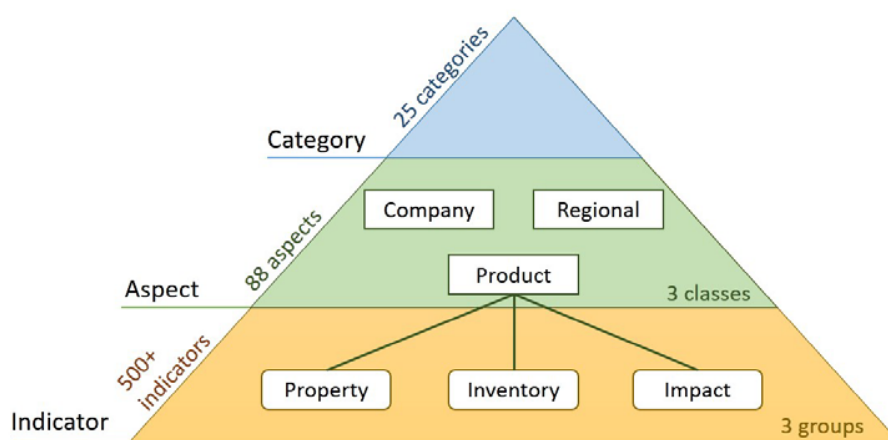 25 categories
Category
Company
Regional
88 aspects
Product
Aspect
3 classes
500+
indicators
Property
Inventory
Impact
Indicator
3 groups